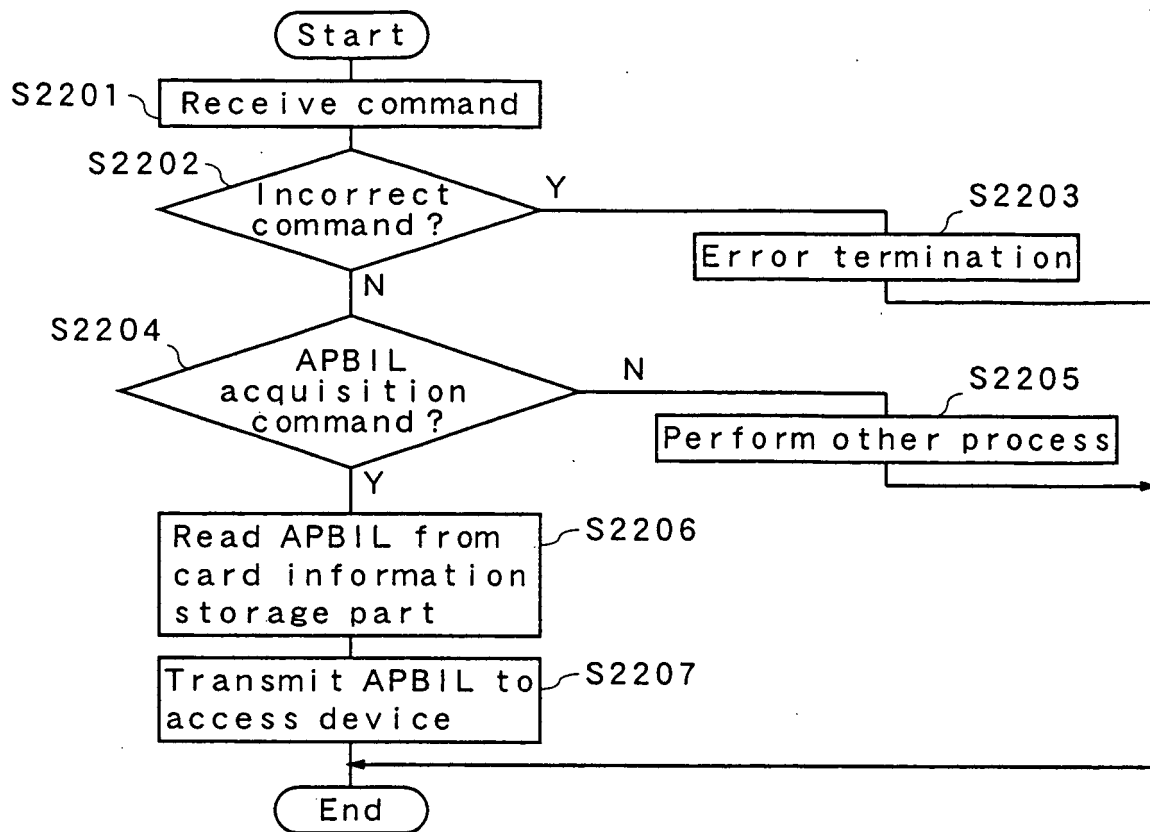 Start
S2201
Receive command
S2202
Incorrect
command?
Y
S2203
Error termination
N
S2204
APBIL
acquisition
command?
N
S2205
Perform other process
Y
Read APBIL from
card information
storage part
S2206
Transmit APBIL to
access device
S2207
End